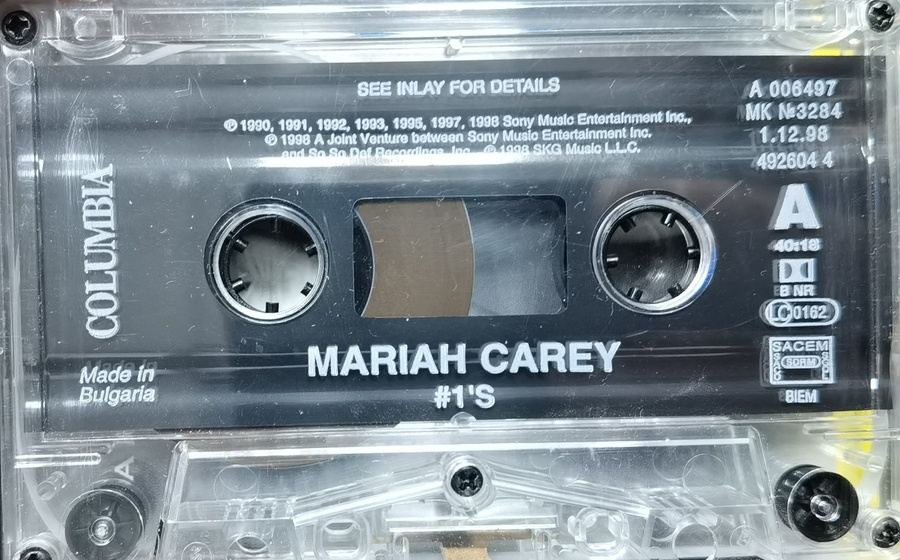 SEE INLAY FOR DETAILS
℗ 1990, 1991, 1992, 1993, 1995, 1997, 1998 Sony Music Entertainment Inc.,
℗ 1998 A Joint Venture between Sony Music Entertainment Inc.
and So So Def Recordings, Inc. ℗ 1998 SKG Music L.L.C.
A 006497
MK №3284
1.12.98
492604 4
COLUMBIA
A
40:18
B NR
LC 0162
SACEM
SDRM
BIEM
MARIAH CAREY
#1'S
Made in
Bulgaria
A